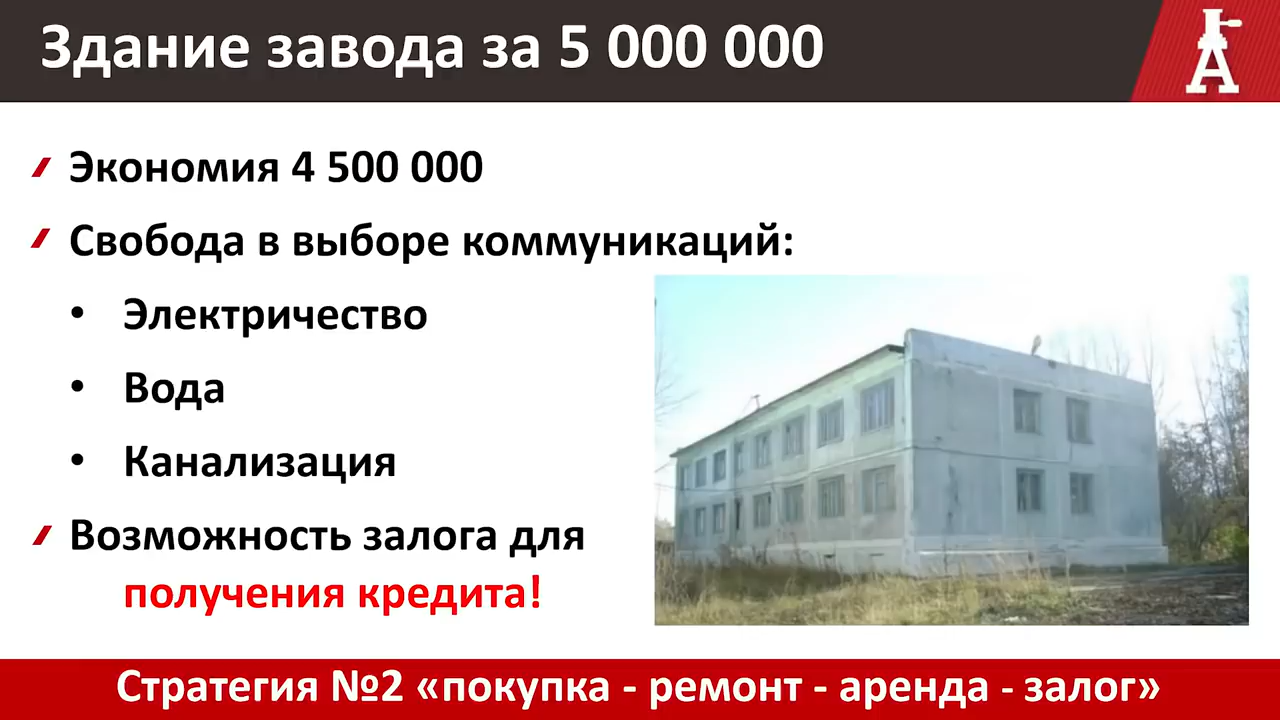 Здание завода за 5 000 000
Экономия 4 500 000
Свобода в выборе коммуникаций:
• Электричество
• Вода
• Канализация
Возможность залога для
получения кредита!
Стратегия №2 «покупка - ремонт - аренда - залог»